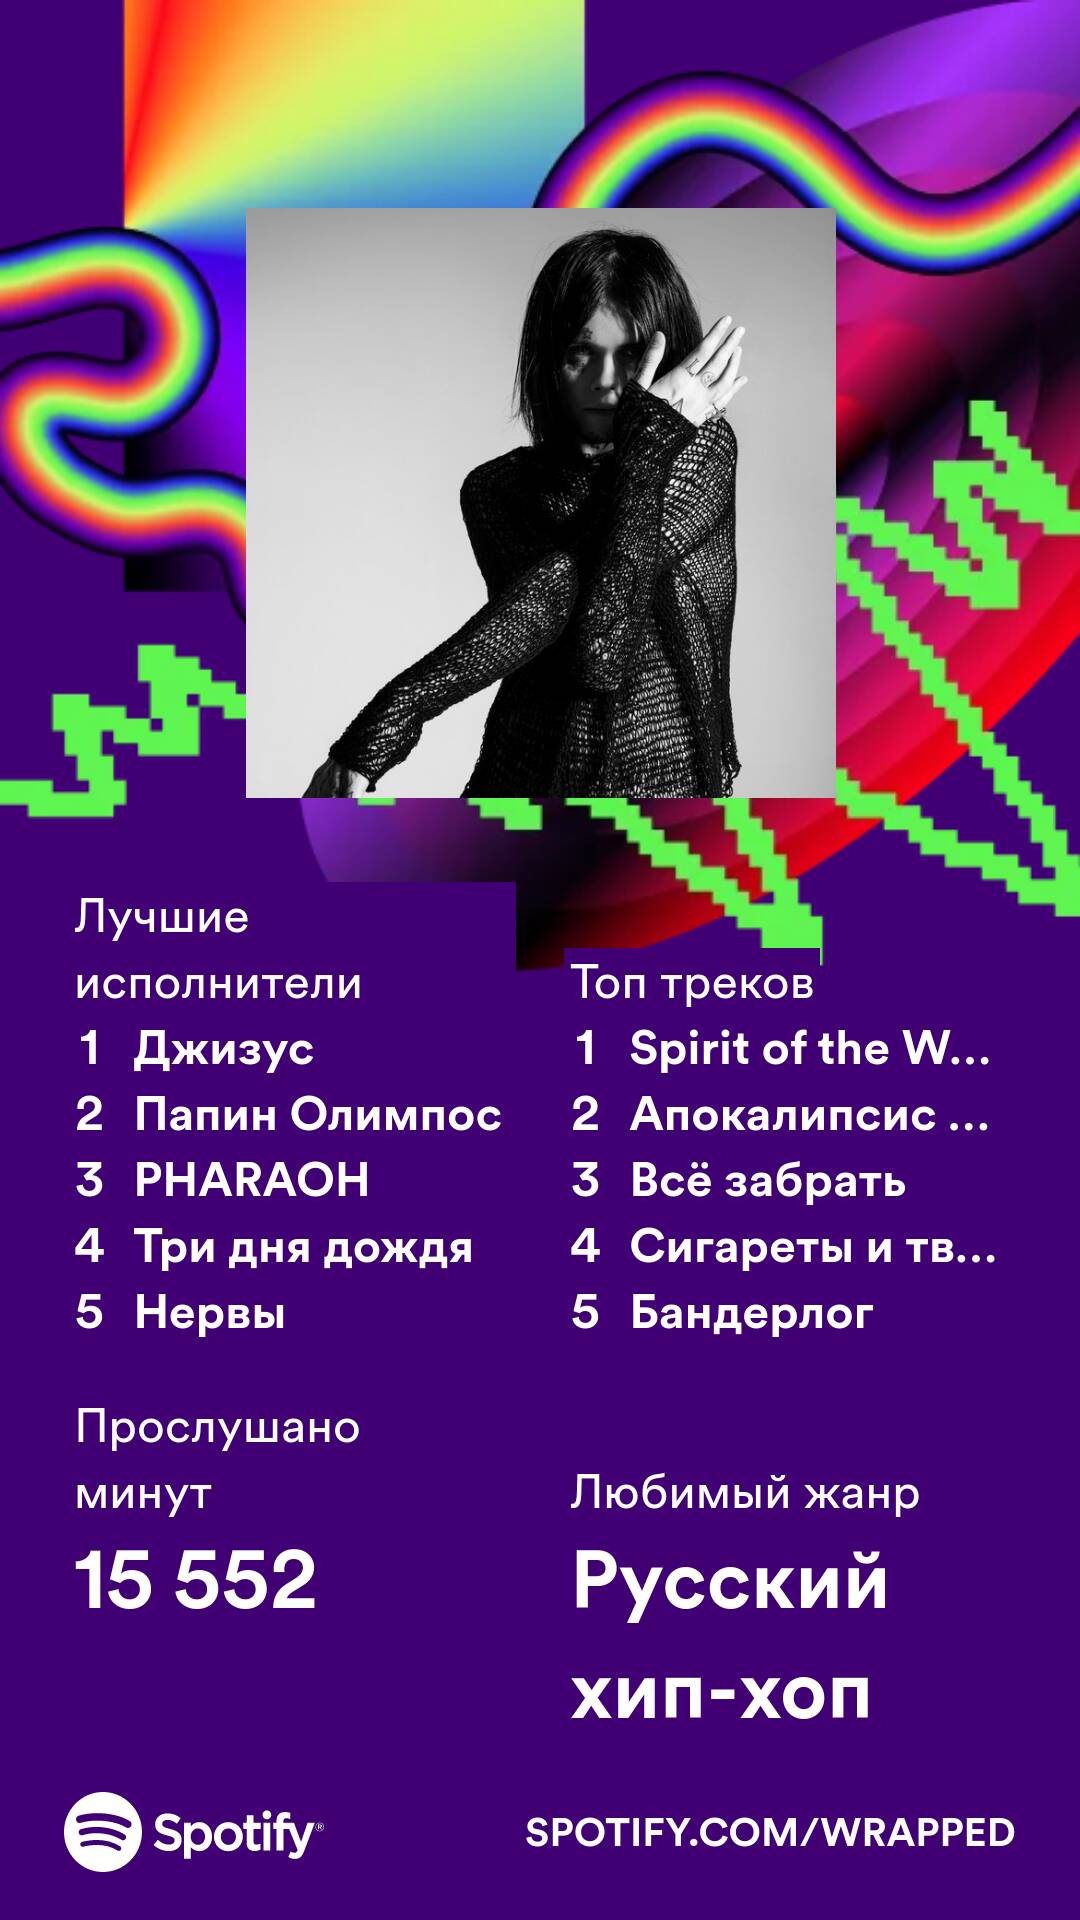 Лучшие
исполнители
1 Джизус
2 Папин Олимпос
3 PHARAOH
4 Три дня дождя
5 Нервы
Топ треков
1 Spirit of the W...
2 Апокалипсис ...
3 Всё забрать
4 Сигареты и тв...
5 Бандерлог
Прослушано
минут
15 552
Любимый жанр
Русский
хип-хоп
Spotify®
SPOTIFY.COM/WRAPPED